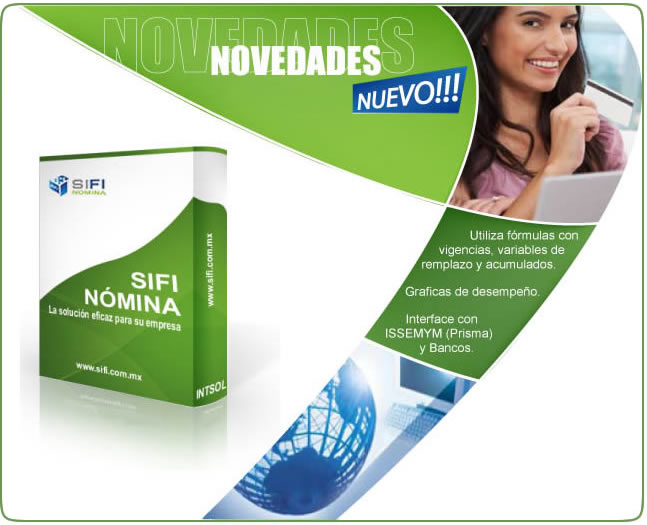 NOVEDADES
NOVEDADES
NUEVO!!!
SIFI
NÓMINA
SIFI
NÓMINA
La solución eficaz para su empresa
www.sifi.com.mx
www.sifi.com.mx
INTSOL
Utiliza fórmulas con
vigencias, variables de
remplazo y acumulados.
Graficas de desempeño.
Interface con
ISSEMYM (Prisma)
y Bancos.